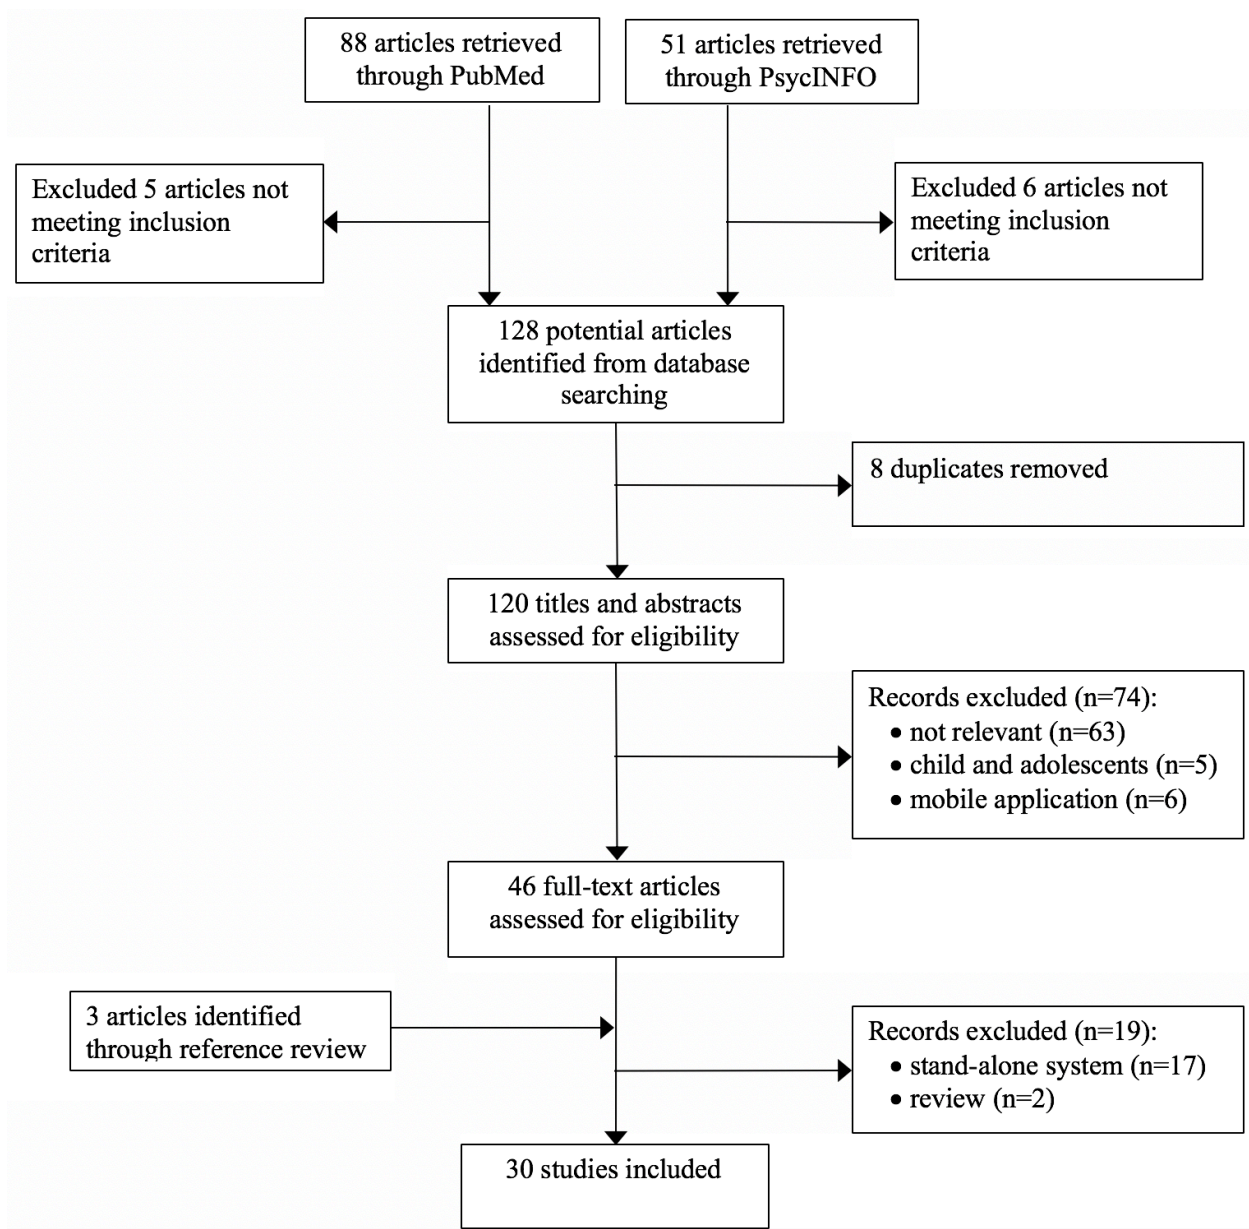 88 articles retrieved
through PubMed
51 articles retrieved
through PsycINFO
Excluded 5 articles not
meeting inclusion
criteria
Excluded 6 articles not
meeting inclusion
criteria
128 potential articles
identified from database
searching
8 duplicates removed
120 titles and abstracts
assessed for eligibility
Records excluded (n=74):
• not relevant (n=63)
• child and adolescents (n=5)
• mobile application (n=6)
46 full-text articles
assessed for eligibility
3 articles identified
through reference review
Records excluded (n=19):
• stand-alone system (n=17)
• review (n=2)
30 studies included